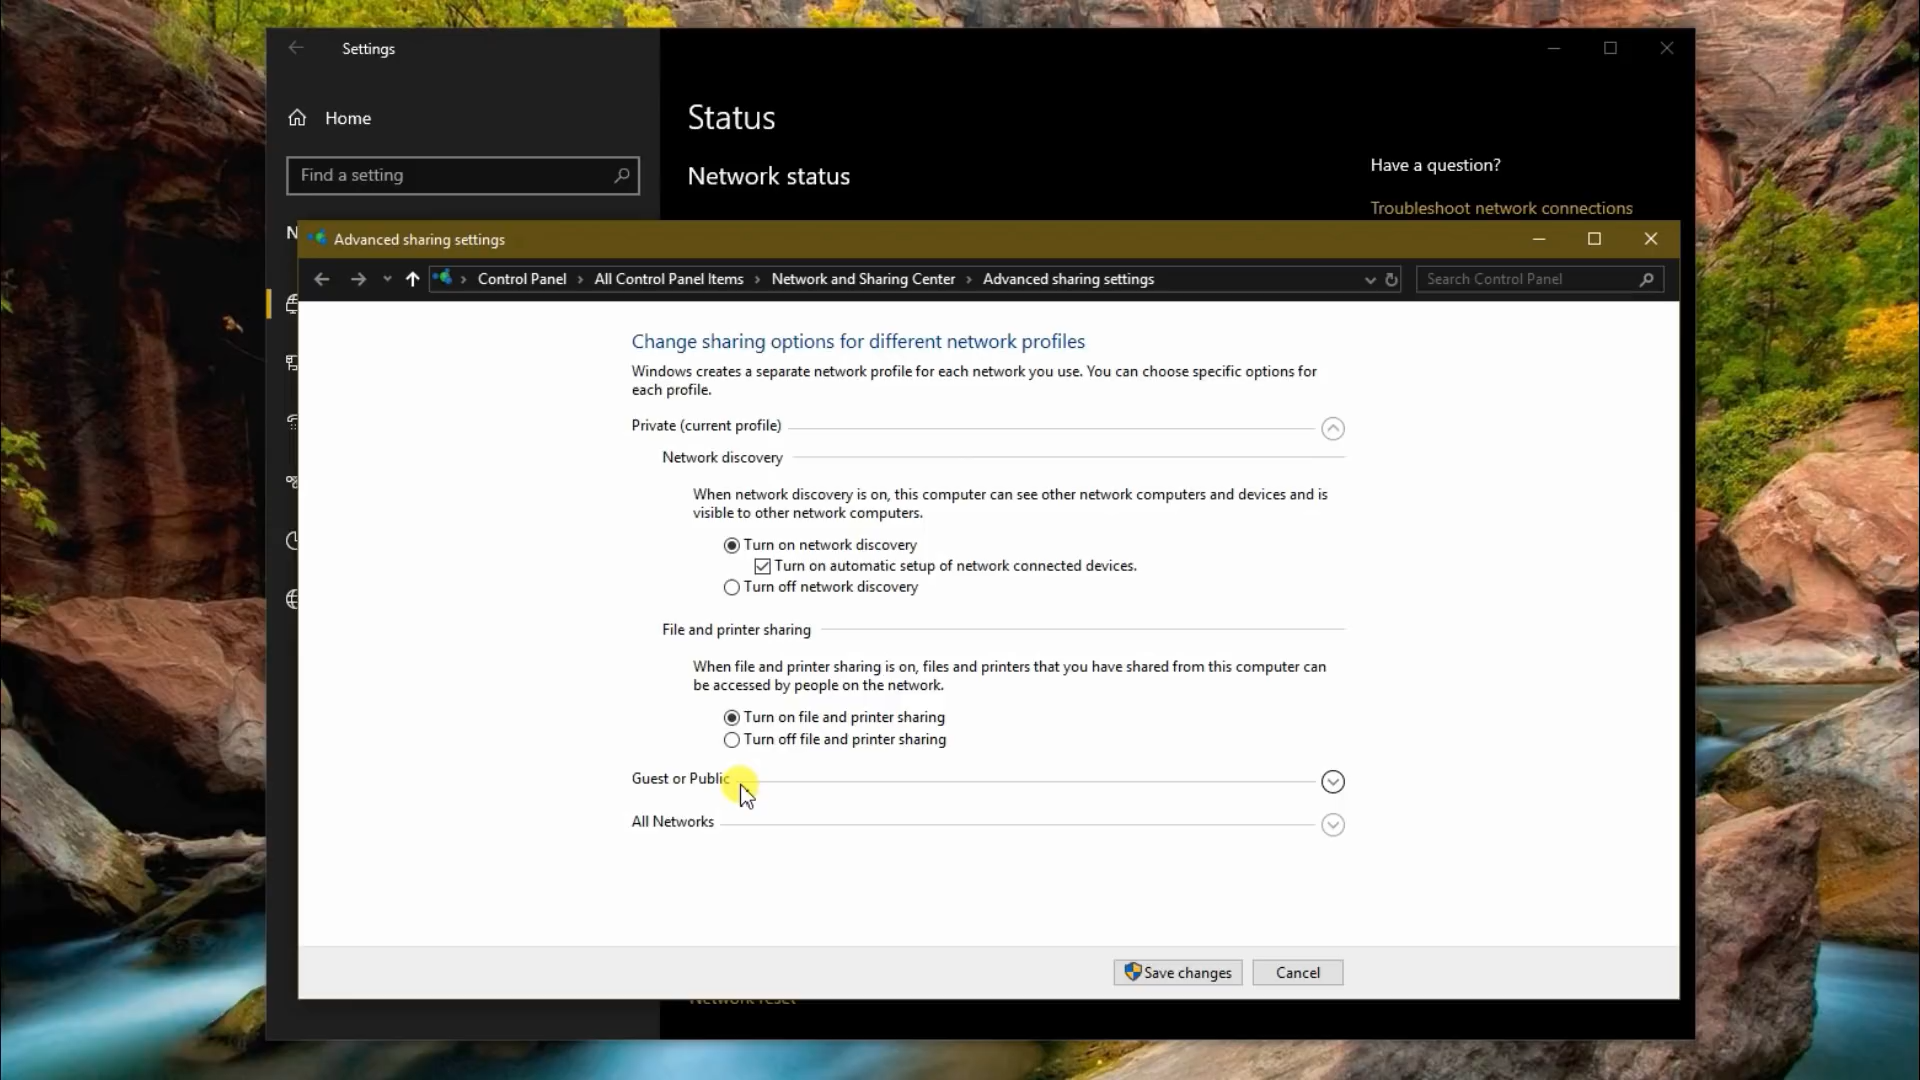 Settings
Home
Find a setting
Status
Network status
Have a question?
Troubleshoot network connections
N
Advanced sharing settings
Control Panel › All Control Panel Items › Network and Sharing Center › Advanced sharing settings
Search Control Panel
Change sharing options for different network profiles
Windows creates a separate network profile for each network you use. You can choose specific options for
each profile.
Private (current profile)
Network discovery
When network discovery is on, this computer can see other network computers and devices and is
visible to other network computers.
Turn on network discovery
Turn on automatic setup of network connected devices.
Turn off network discovery
File and printer sharing
When file and printer sharing is on, files and printers that you have shared from this computer can
be accessed by people on the network.
Turn on file and printer sharing
Turn off file and printer sharing
Guest or Public
All Networks
Save changes
Cancel
Network reset